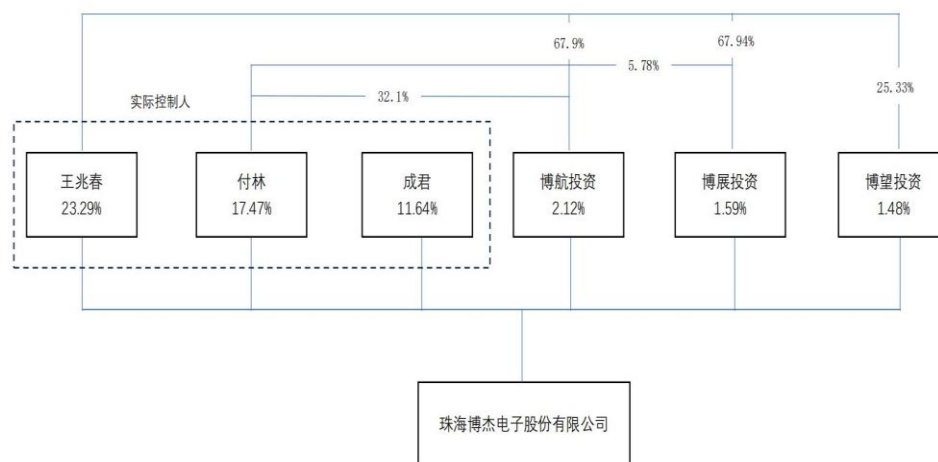 67.9%
67.94%
5.78%
25.33%
32.1%
实际控制人
王兆春
23.29%
付林
17.47%
成君
11.64%
博航投资
2.12%
博展投资
1.59%
博望投资
1.48%
珠海博杰电子股份有限公司